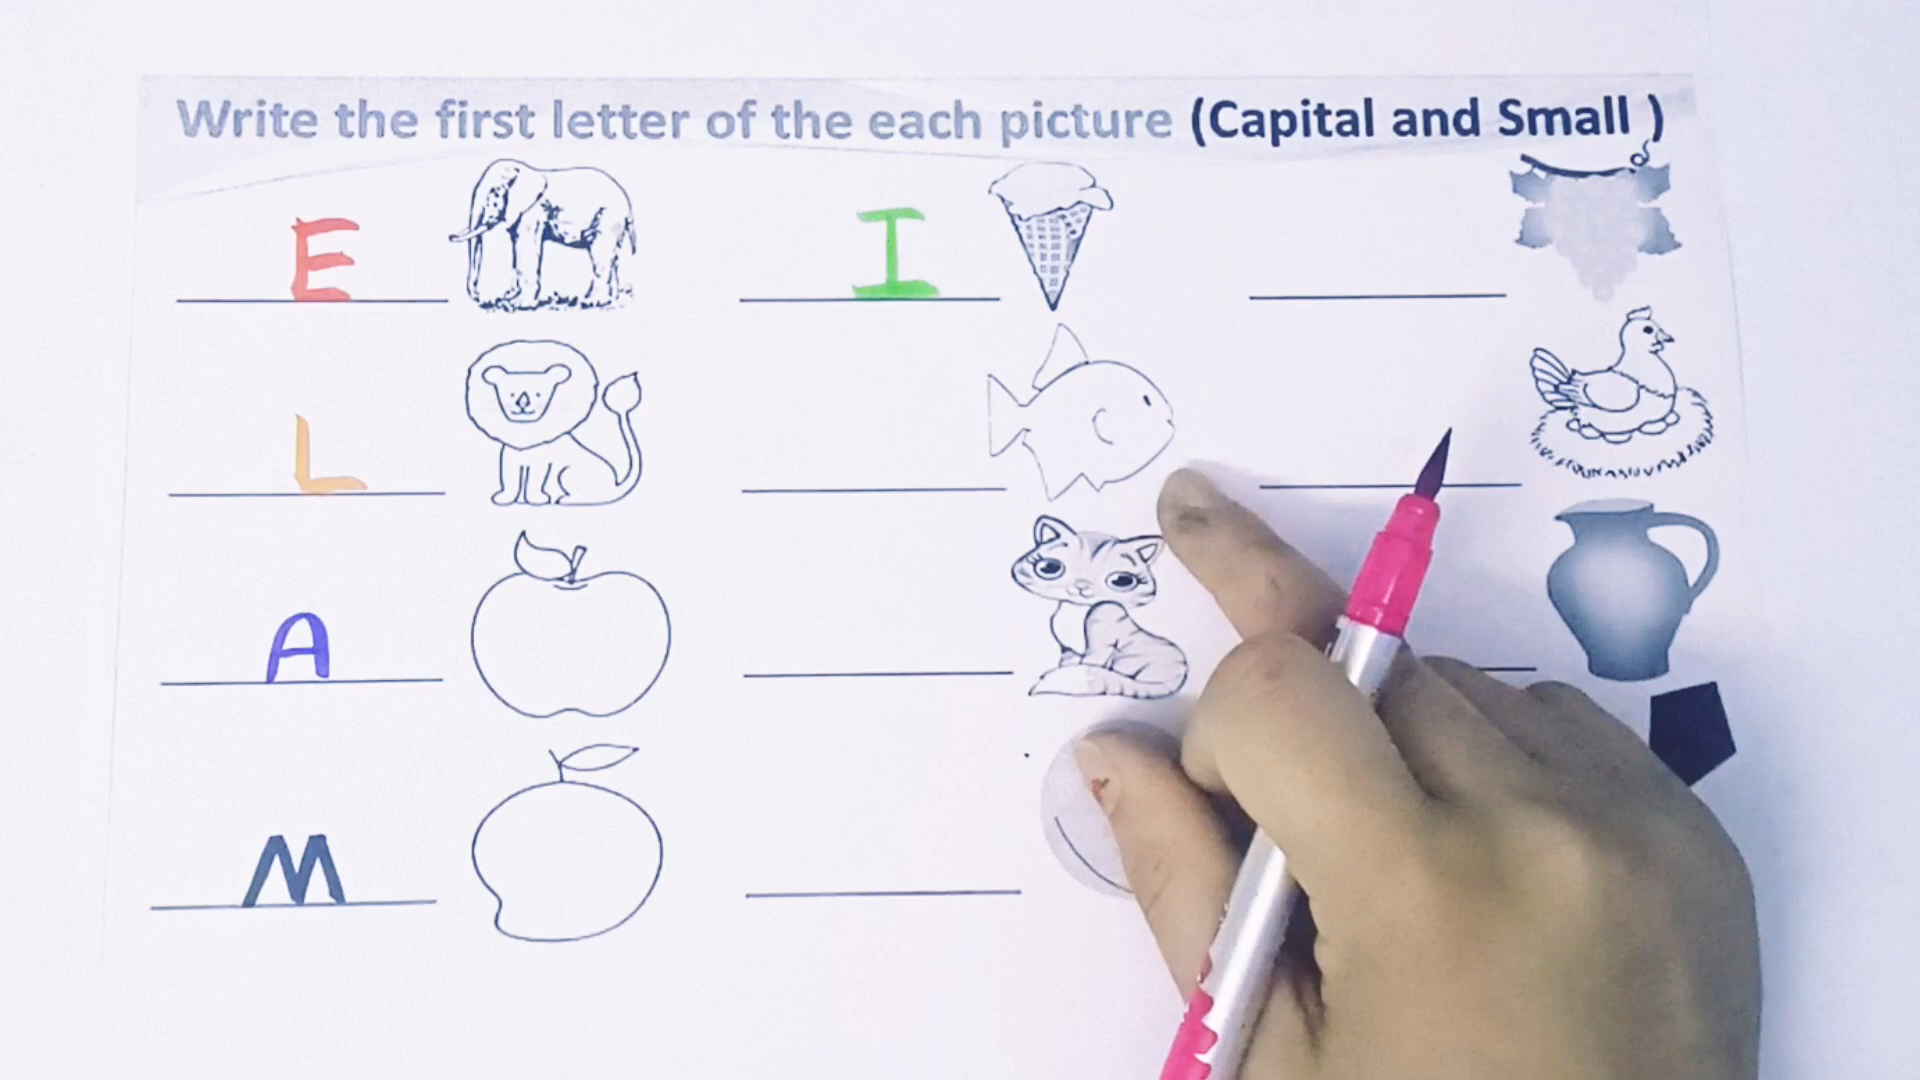 Write the first letter of the each picture (Capital and Small )
E I
L
A
M